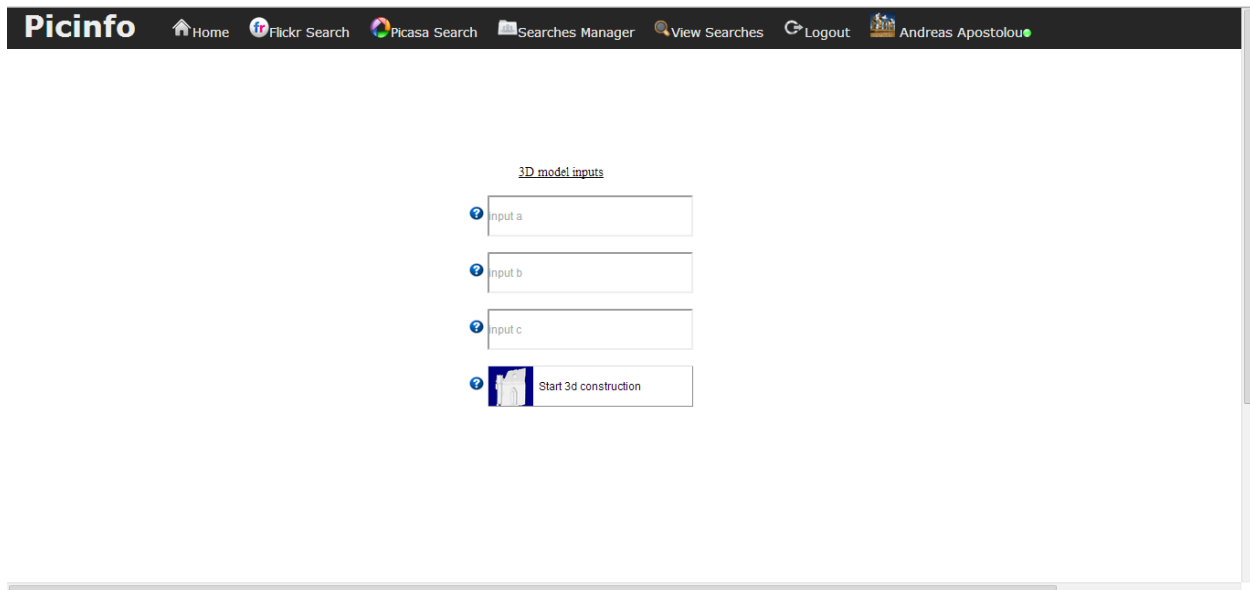 Picinfo Home fr Flickr Search Picasa Search Searches Manager View Searches Logout Andreas Apostolou
3D model inputs
? input a
? input b
? input c
? Start 3d construction